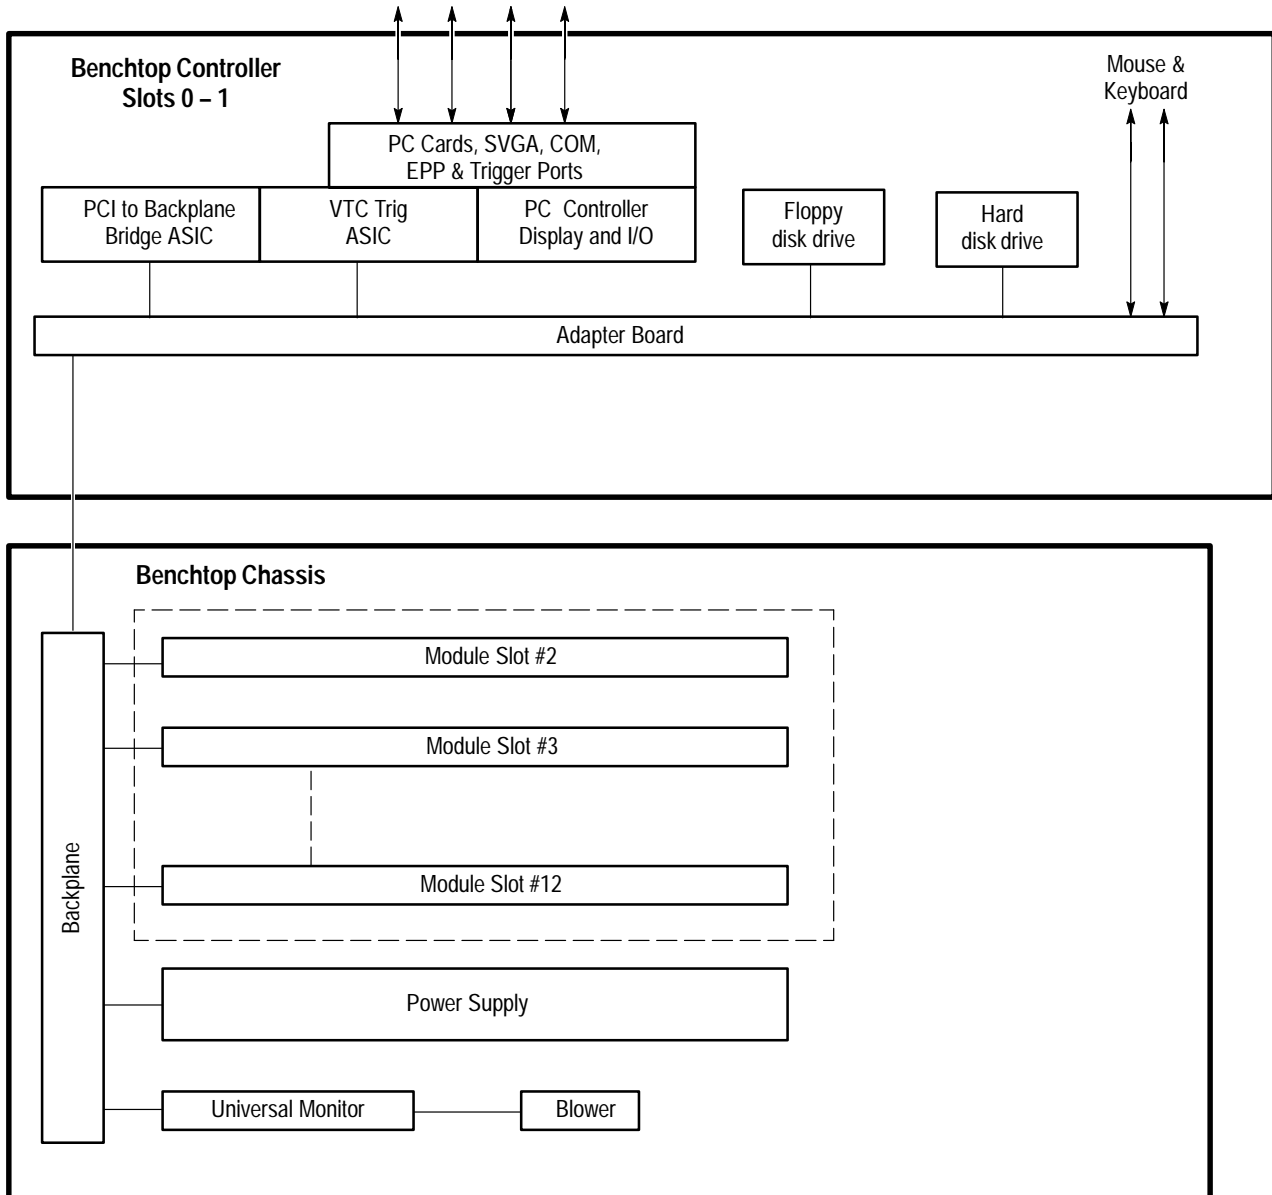 Benchtop Controller
Slots 0 – 1
Mouse &
Keyboard
PC Cards, SVGA, COM,
EPP & Trigger Ports
PCI to Backplane
Bridge ASIC
VTC Trig
ASIC
PC Controller
Display and I/O
Floppy
disk drive
Hard
disk drive
Adapter Board
Benchtop Chassis
Module Slot #2
Module Slot #3
Module Slot #12
Backplane
Power Supply
Universal Monitor
Blower